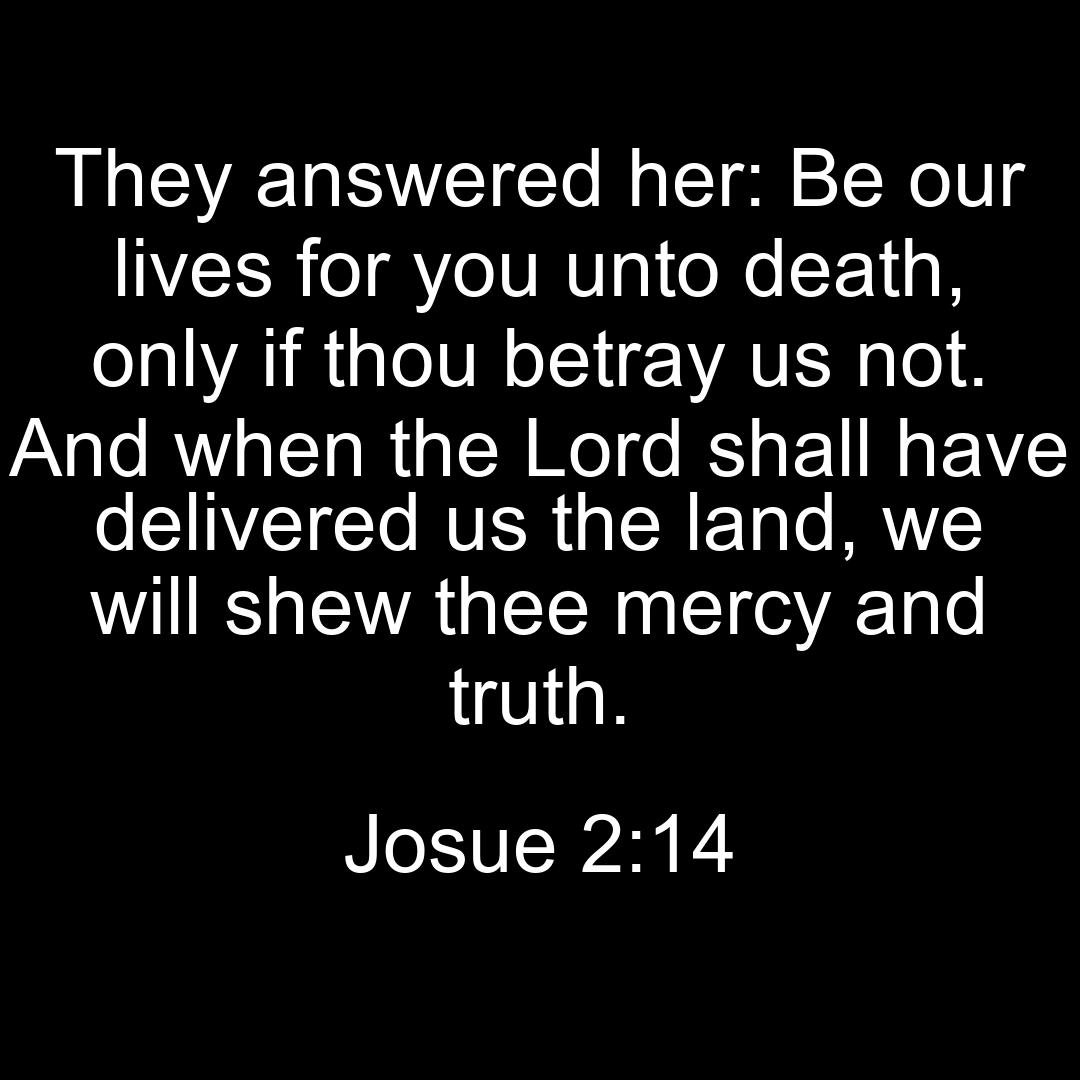 They answered her: Be our
lives for you unto death,
only if thou betray us not.
And when the Lord shall have
delivered us the land, we
will shew thee mercy and
truth.
Josue 2:14